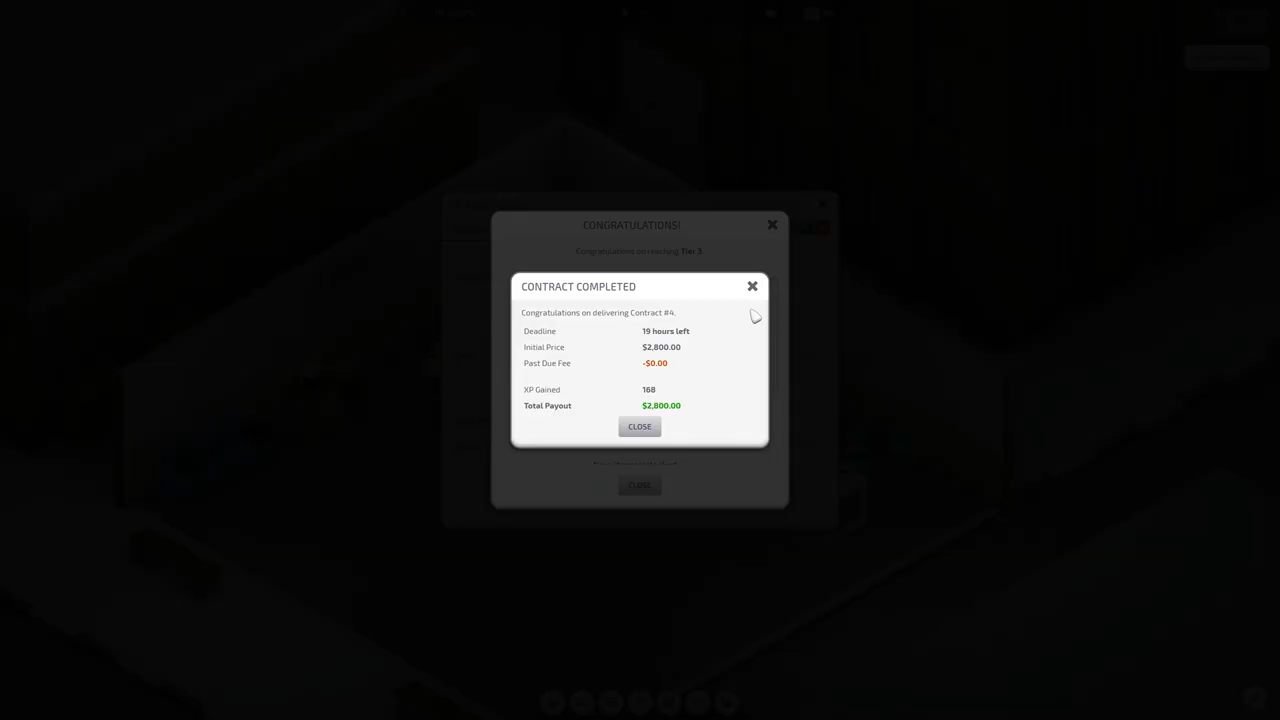 CONGRATULATIONS!
Congratulations on reaching Tier 3
CONTRACT COMPLETED
Congratulations on delivering Contract #4.
Deadline 19 hours left
Initial Price $2,800.00
Past Due Fee -$0.00
XP Gained 168
Total Payout $2,800.00
CLOSE
CLOSE